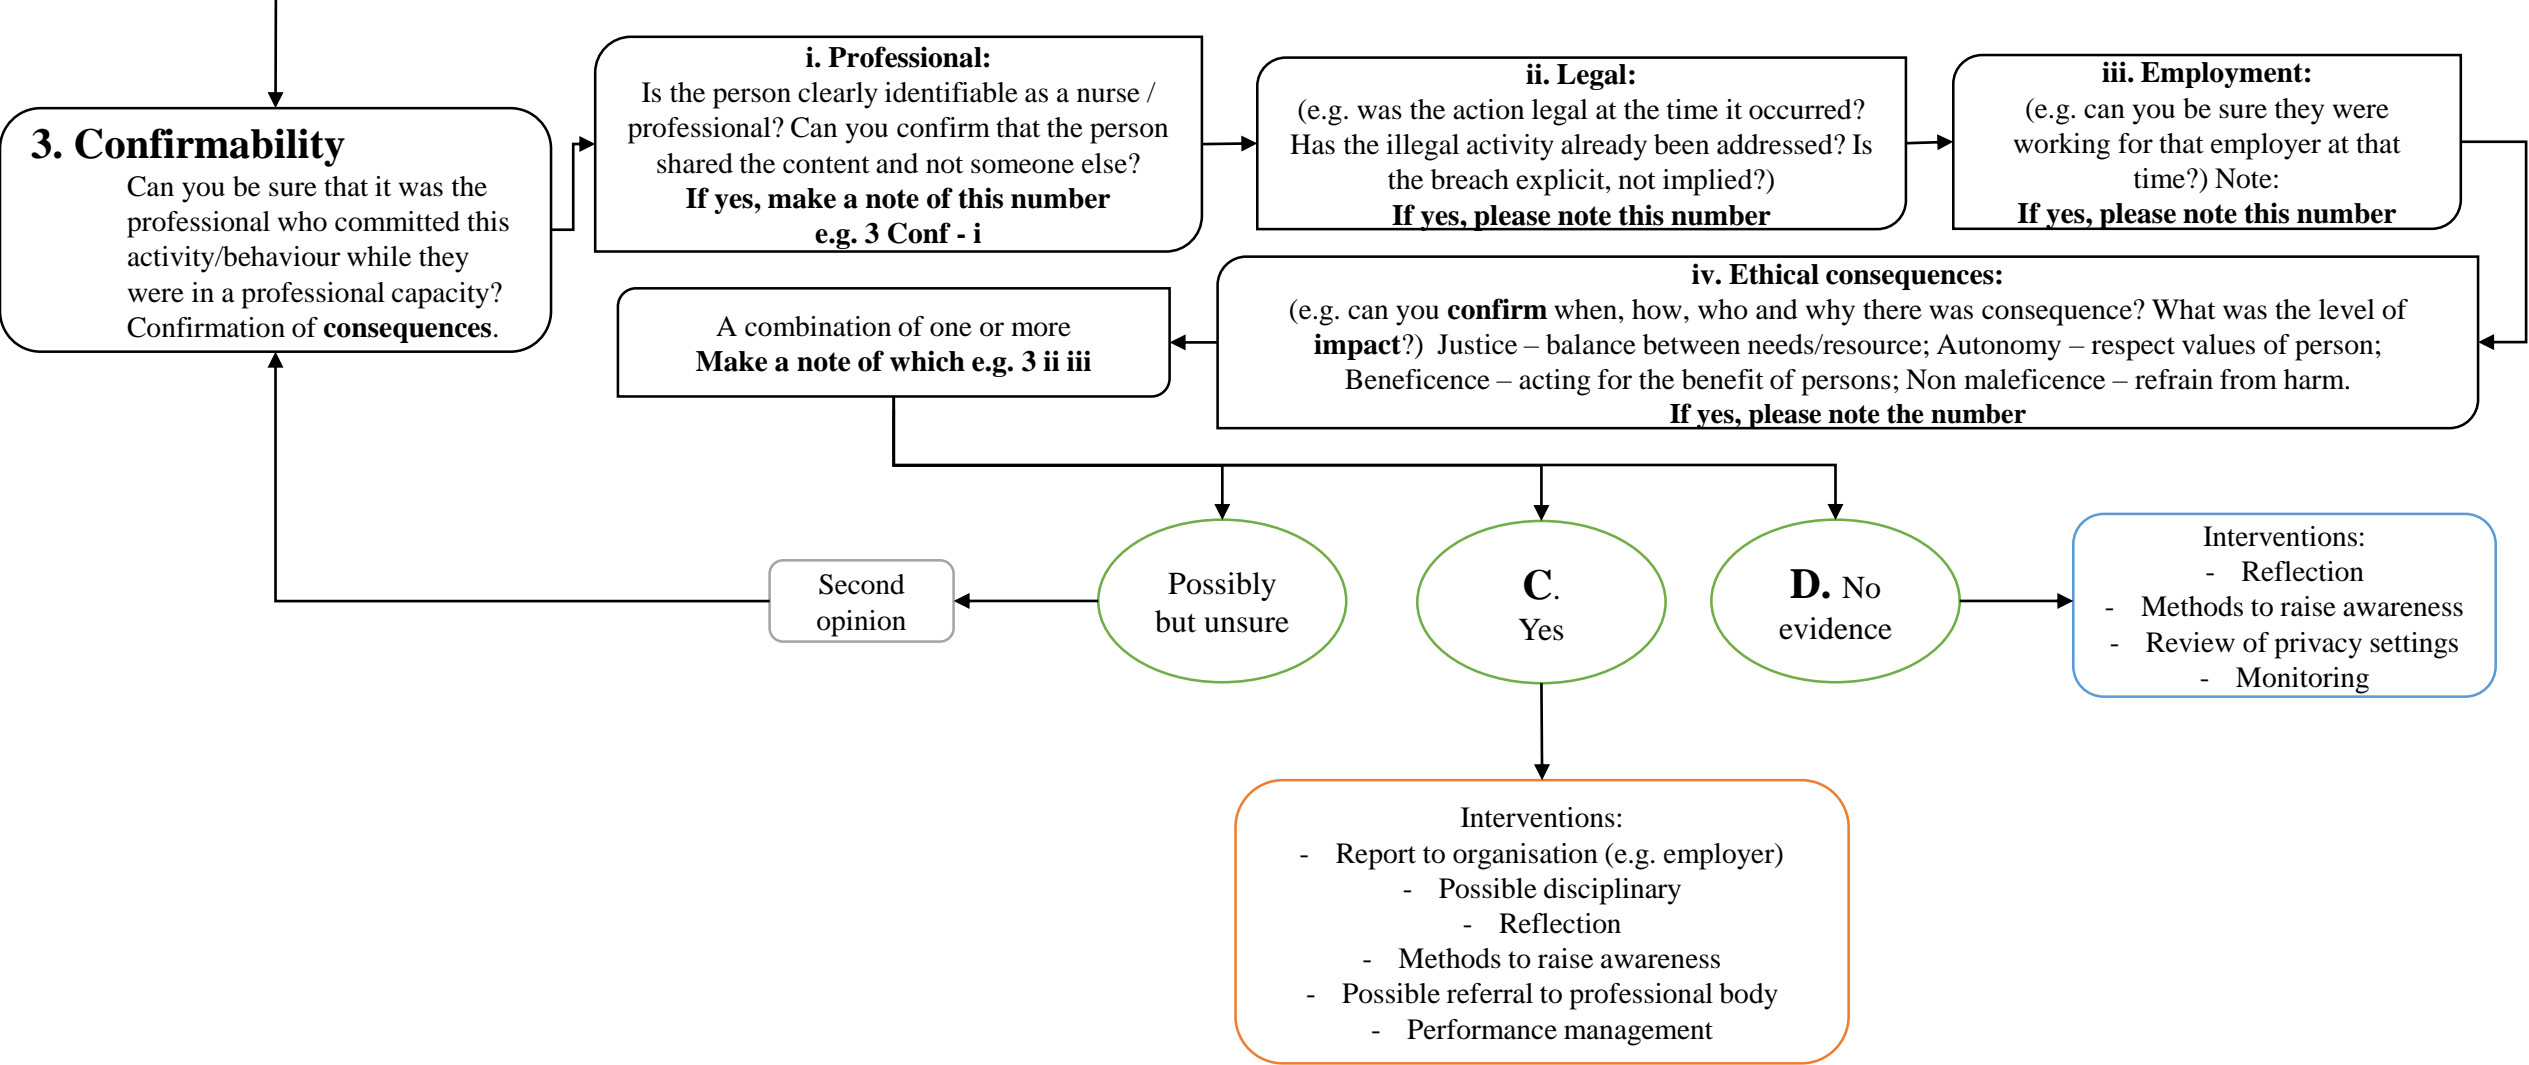 3. Confirmability
Can you be sure that it was the
professional who committed this
activity/behaviour while they
were in a professional capacity?
Confirmation of consequences.
i. Professional:
Is the person clearly identifiable as a nurse /
professional? Can you confirm that the person
shared the content and not someone else?
If yes, make a note of this number
e.g. 3 Conf - i
ii. Legal:
(e.g. was the action legal at the time it occurred?
Has the illegal activity already been addressed? Is
the breach explicit, not implied?)
If yes, please note this number
iii. Employment:
(e.g. can you be sure they were
working for that employer at that
time?) Note:
If yes, please note this number
iv. Ethical consequences:
(e.g. can you confirm when, how, who and why there was consequence? What was the level of
impact?) Justice – balance between needs/resource; Autonomy – respect values of person;
Beneficence – acting for the benefit of persons; Non maleficence – refrain from harm.
If yes, please note the number
A combination of one or more
Make a note of which e.g. 3 ii iii
Second
opinion
Possibly
but unsure
C.
Yes
D. No
evidence
Interventions:
- Reflection
- Methods to raise awareness
- Review of privacy settings
- Monitoring
Interventions:
- Report to organisation (e.g. employer)
- Possible disciplinary
- Reflection
- Methods to raise awareness
- Possible referral to professional body
- Performance management